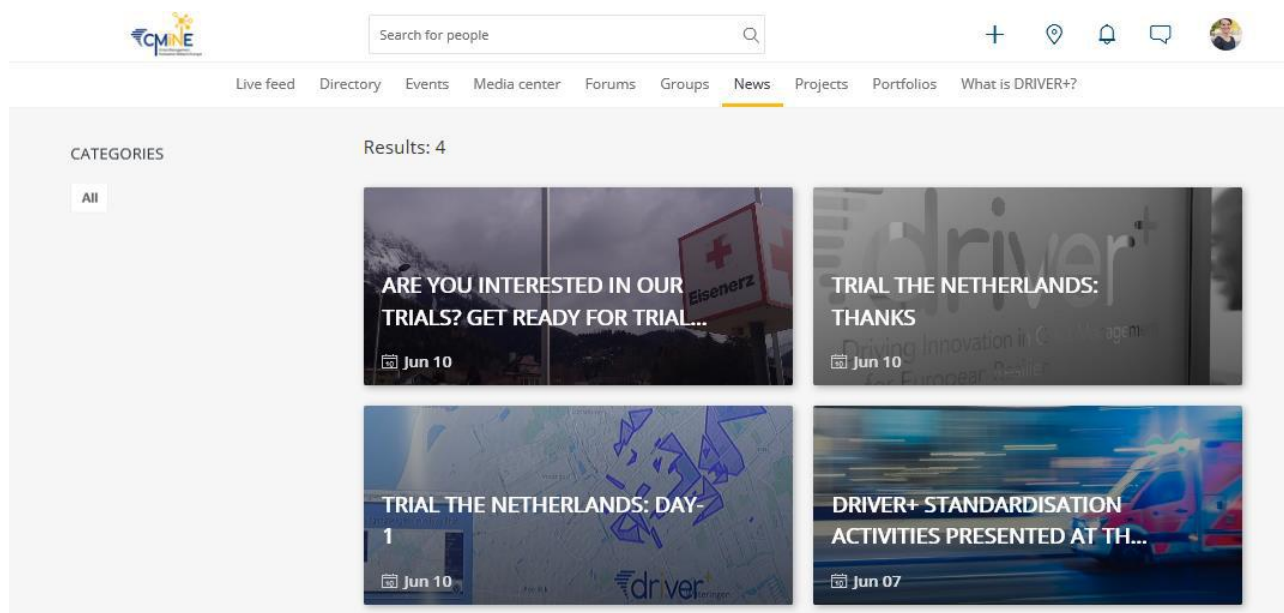 CMINE
Search for people
Live feed Directory Events Media center Forums Groups News Projects Portfolios What is DRIVER+?
CATEGORIES
All
Results: 4
Eisenerz
ARE YOU INTERESTED IN OUR
TRIALS? GET READY FOR TRIAL...
Jun 10
driver+
Driving Innovation in
for European
TRIAL THE NETHERLANDS:
THANKS
Jun 10
TRIAL THE NETHERLANDS: DAY-
1
Jun 10
driver+
DRIVER+ STANDARDISATION
ACTIVITIES PRESENTED AT TH...
Jun 07